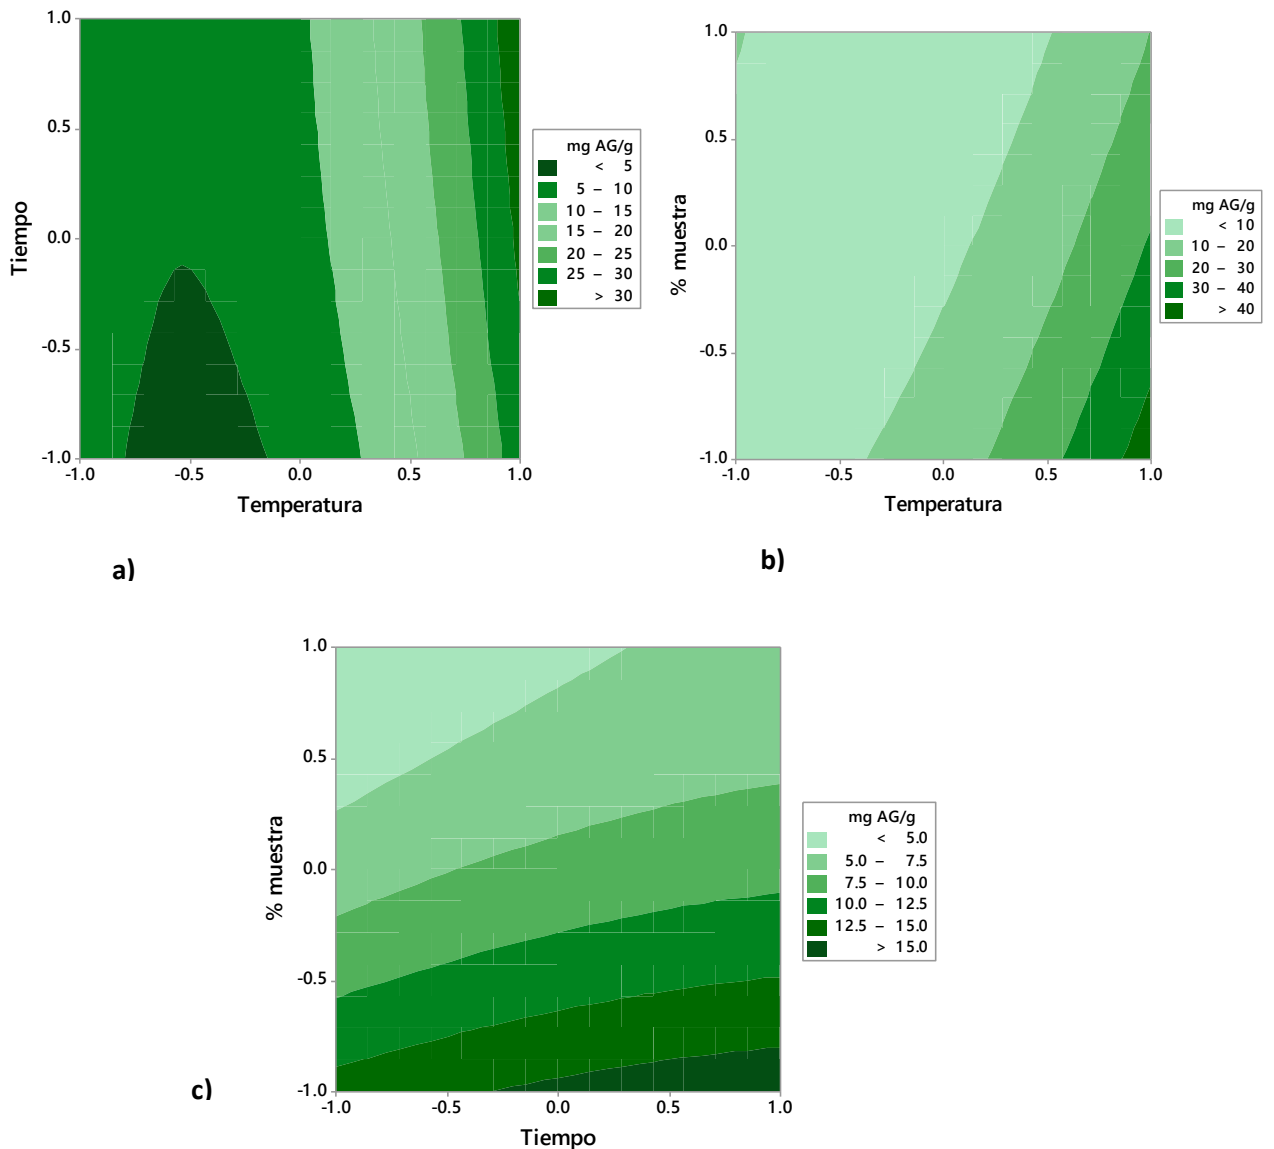 1.0
0.5
0.0
-0.5
-1.0
Tiempo
-1.0 -0.5 0.0 0.5 1.0
Temperatura
mg AG/g
< 5
5 – 10
10 – 15
15 – 20
20 – 25
25 – 30
> 30
a)
1.0
0.5
0.0
-0.5
-1.0
% muestra
-1.0 -0.5 0.0 0.5 1.0
Temperatura
mg AG/g
< 10
10 – 20
20 – 30
30 – 40
> 40
b)
1.0
0.5
0.0
-0.5
-1.0
% muestra
-1.0 -0.5 0.0 0.5 1.0
Tiempo
mg AG/g
< 5.0
5.0 – 7.5
7.5 – 10.0
10.0 – 12.5
12.5 – 15.0
> 15.0
c)